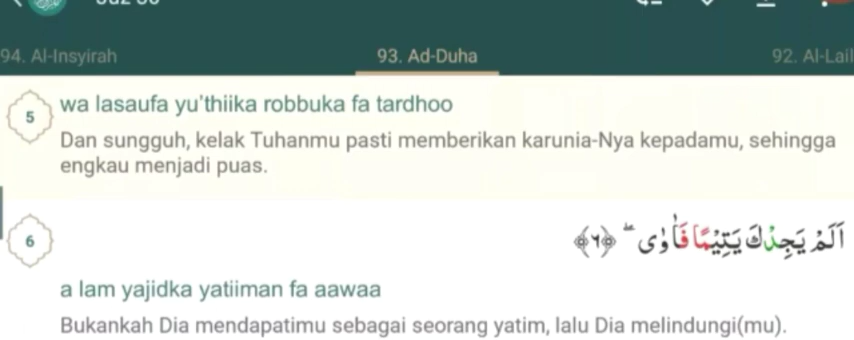 94. Al-Insyirah
93. Ad-Duha
92. Al-Lail
5
wa lasaufa yu'thiika robbuka fa tardhoo
Dan sungguh, kelak Tuhanmu pasti memberikan karunia-Nya kepadamu, sehingga
engkau menjadi puas.
6
اَلَمْ يَجِدْكَ يَتِيْمًا فَاٰوٰىۖ ﴿٦﴾
a lam yajidka yatiiman fa aawaa
Bukankah Dia mendapatimu sebagai seorang yatim, lalu Dia melindungi(mu).